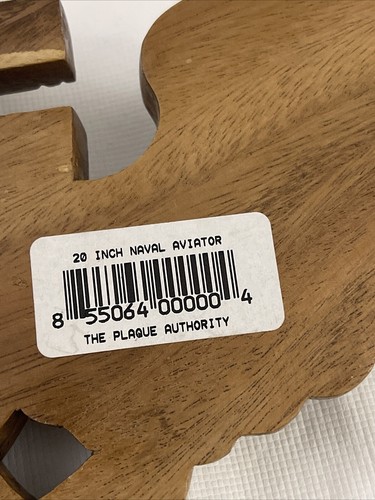 20 INCH NAVAL AVIATOR
8 55064 00000 4
THE PLAQUE AUTHORITY